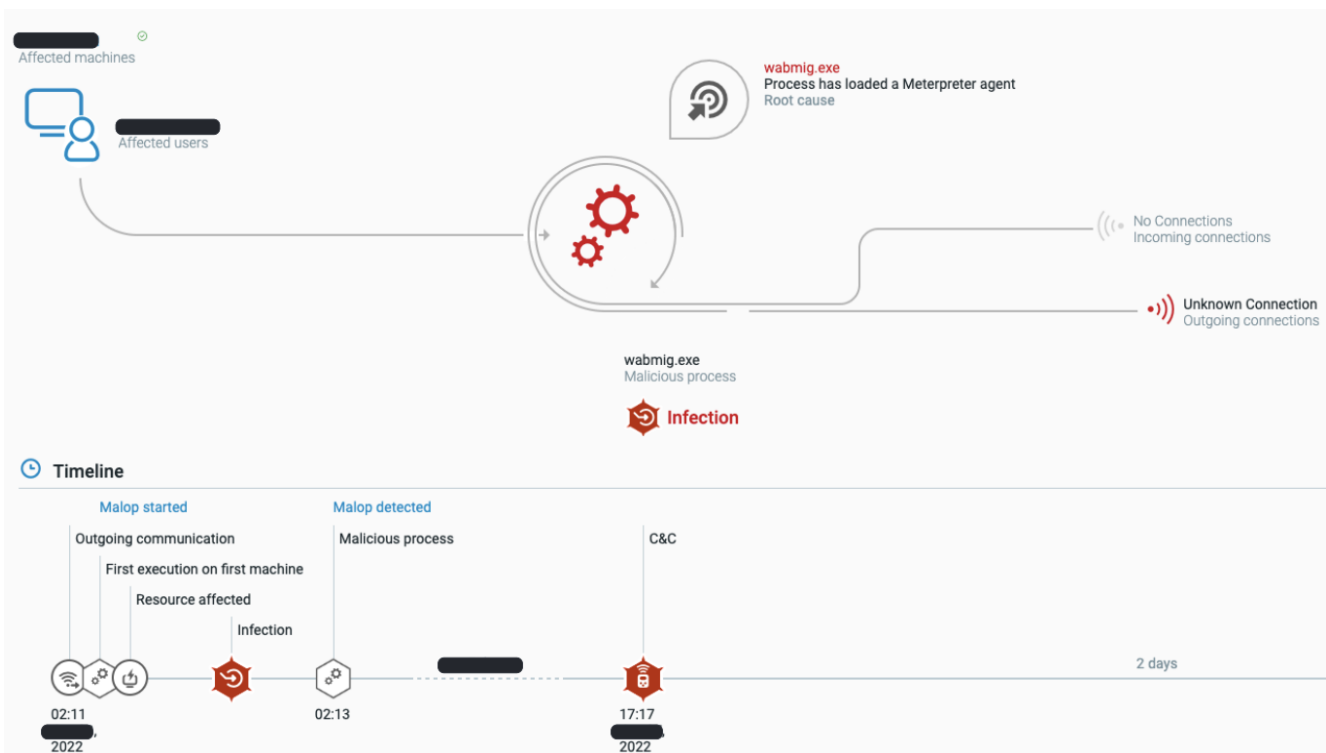 Affected machines
Affected users
wabmig.exe
Process has loaded a Meterpreter agent
Root cause
No Connections
Incoming connections
Unknown Connection
Outgoing connections
wabmig.exe
Malicious process
Infection
Timeline
Malop started
Malop detected
Outgoing communication
Malicious process
C&C
First execution on first machine
Resource affected
Infection
2 days
02:11
02:13
17:17
,
,
2022
2022